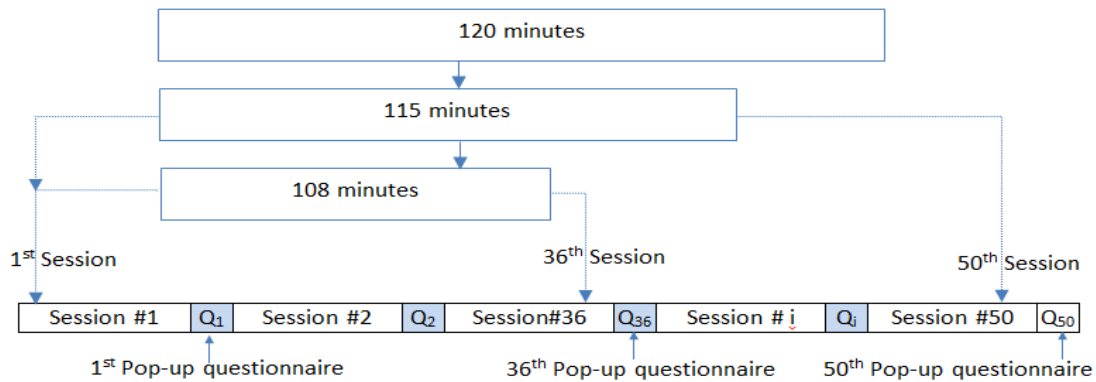 120 minutes
115 minutes
108 minutes
1st Session
36th Session
50th Session
Session #1 Q1 Session #2 Q2 Session#36 Q36 Session # i Qi Session #50 Q50
1st Pop-up questionnaire 36th Pop-up questionnaire 50th Pop-up questionnaire